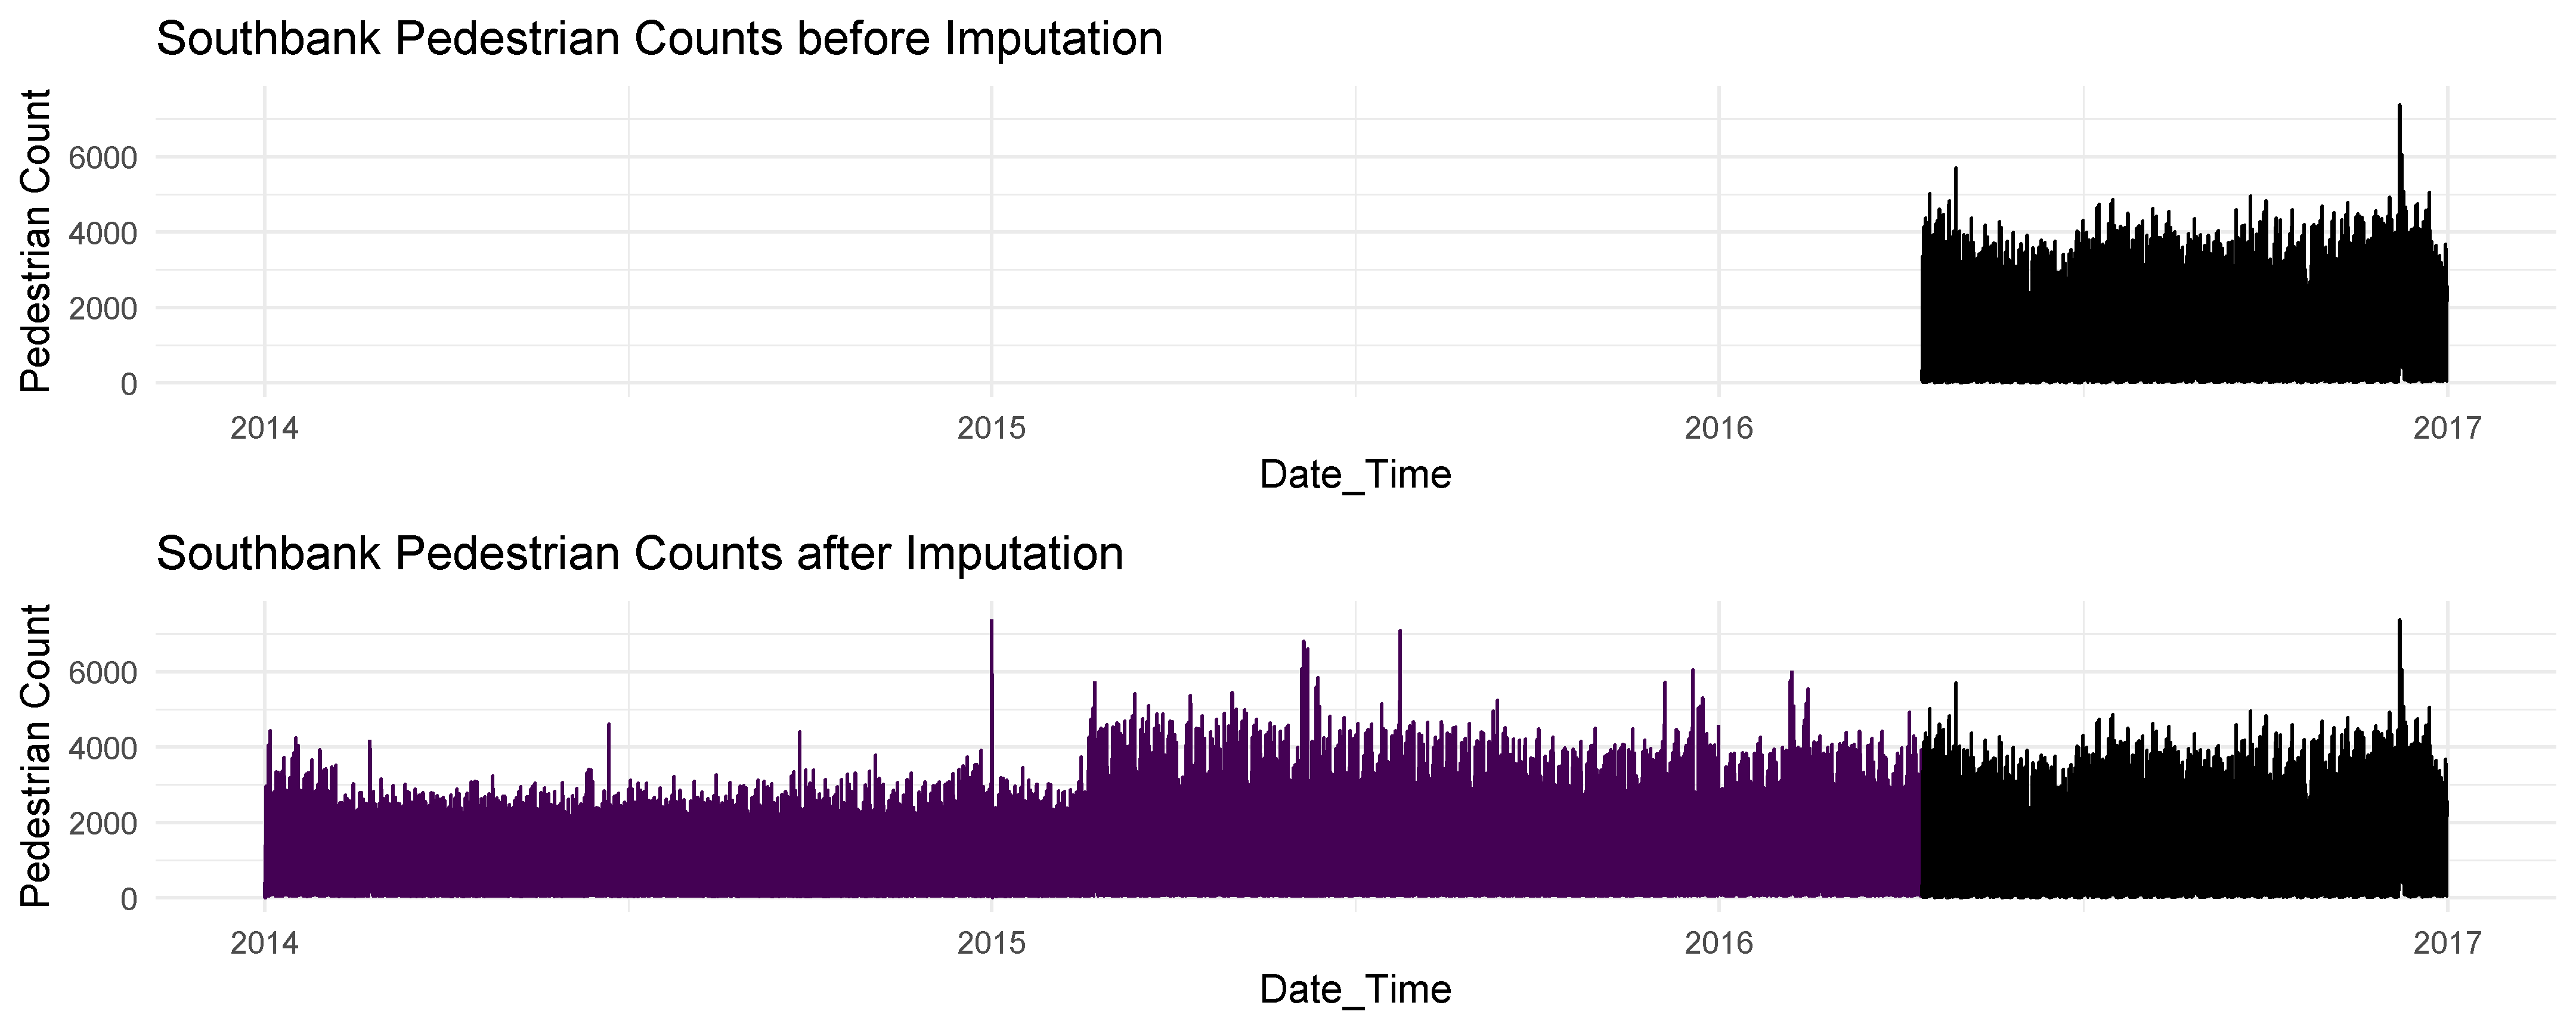 Southbank Pedestrian Counts before Imputation
Pedestrian Count
6000
4000
2000
0
2014 2015 2016 2017
Date_Time
Southbank Pedestrian Counts after Imputation
Pedestrian Count
6000
4000
2000
0
2014 2015 2016 2017
Date_Time